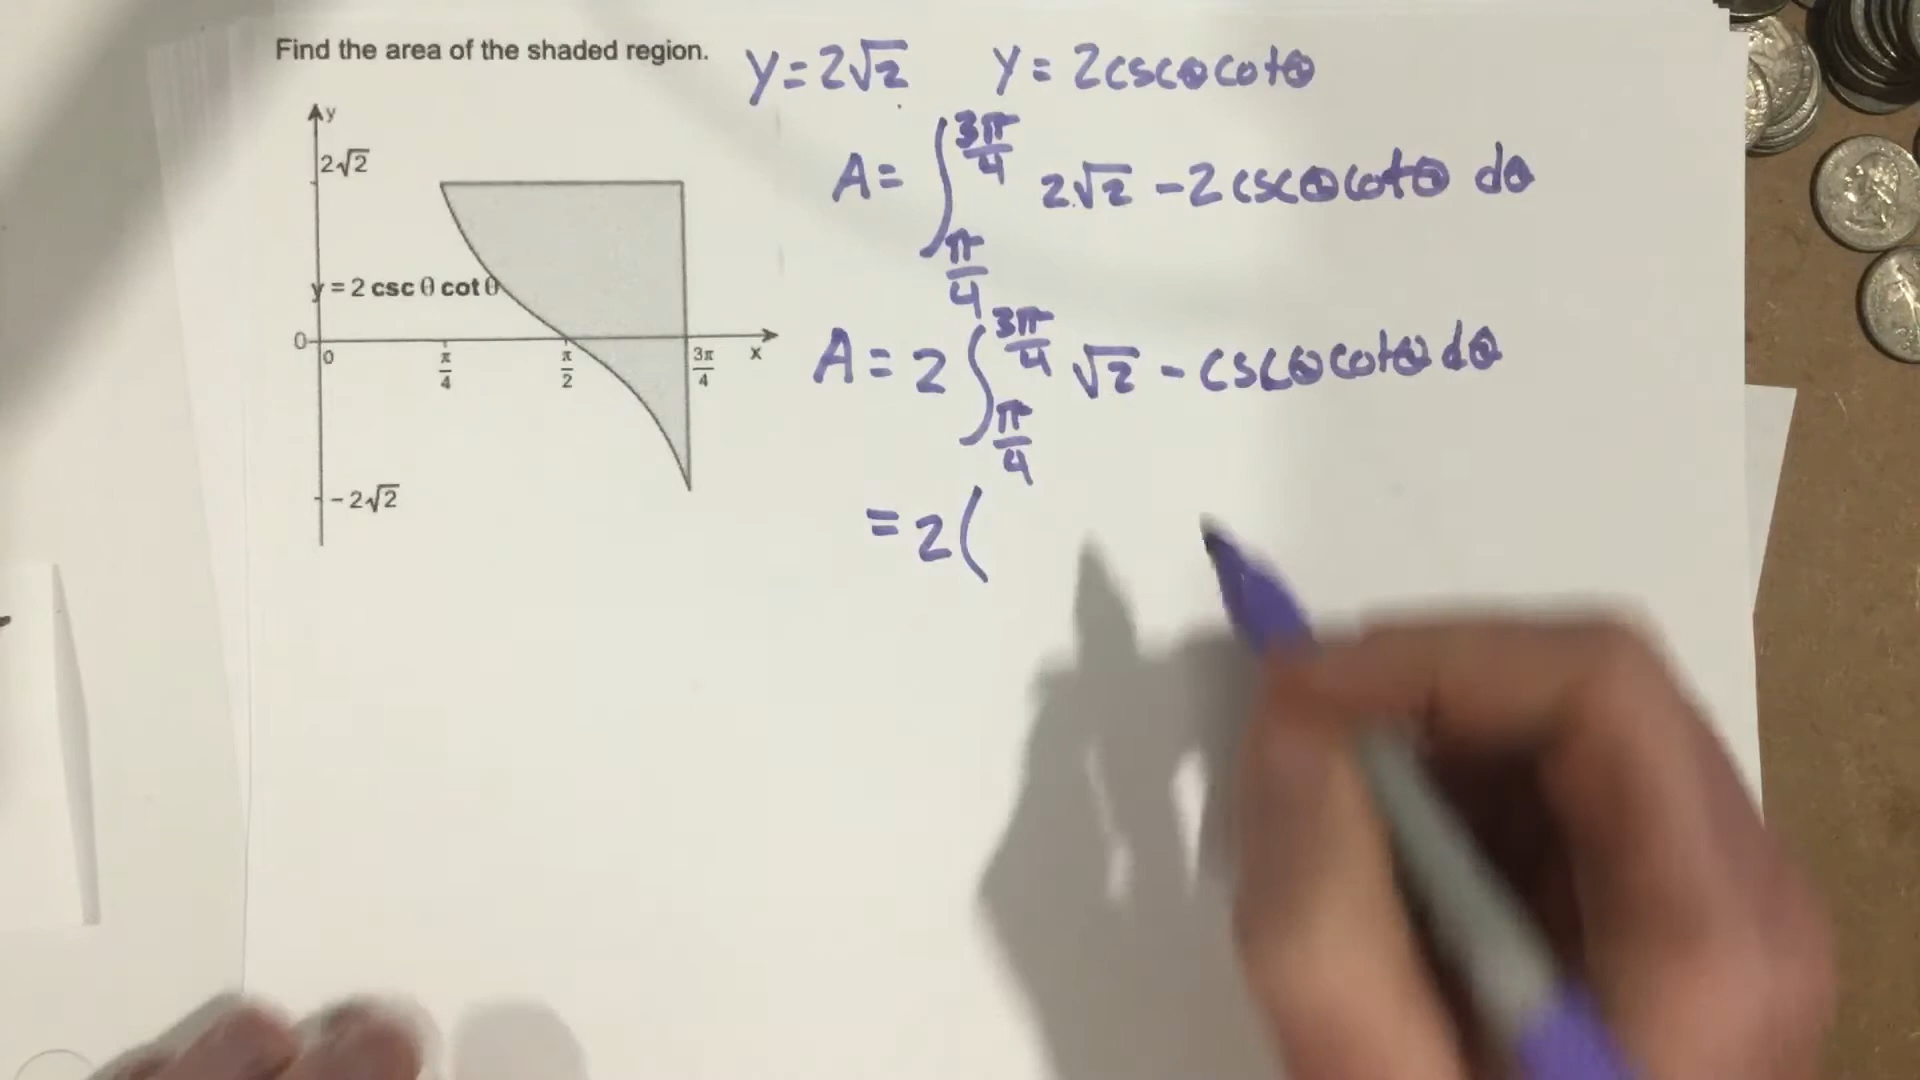 Find the area of the shaded region.
y = 2√2    y = 2cscθcotθ
y
2√2
A = ∫ 3π/4 π/4 2√2 - 2cscθcotθ dθ
y = 2 csc θ cot θ
0
0
π/4
π/2
3π/4
x
A = 2 ∫ 3π/4 π/4 √2 - cscθcotθ dθ
-2√2
= 2(